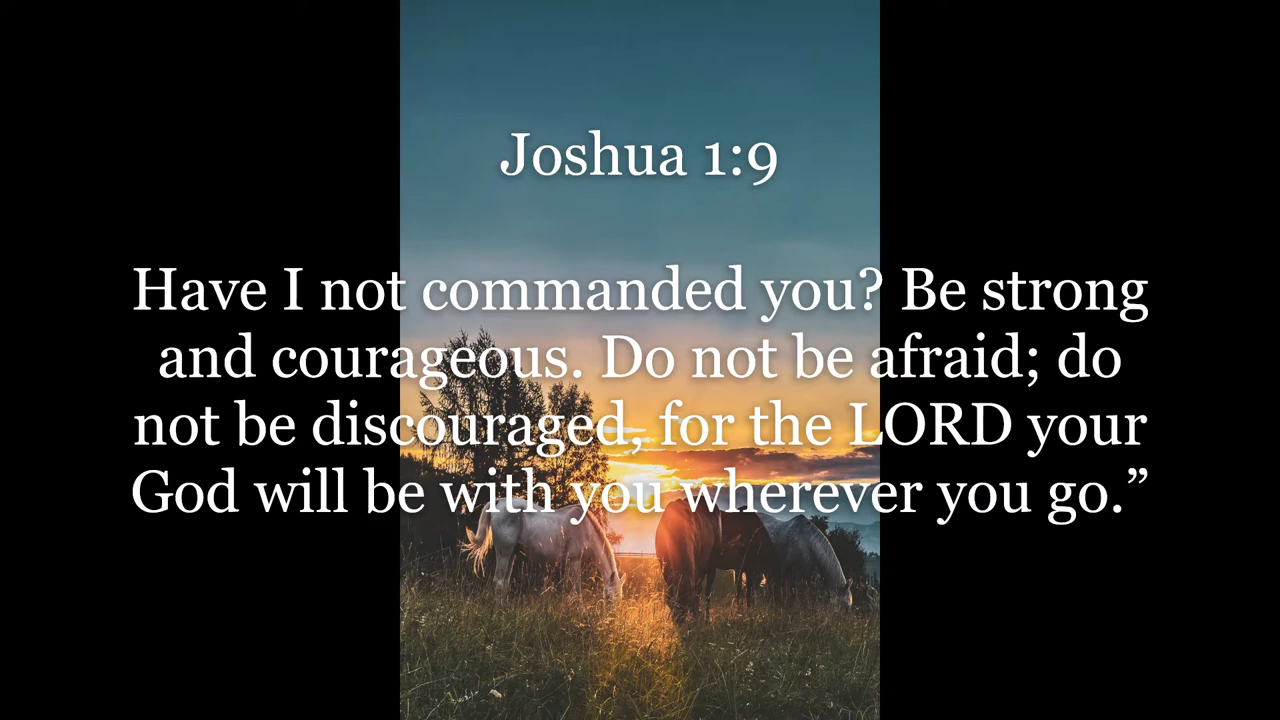 Joshua 1:9
Have I not commanded you? Be strong
and courageous. Do not be afraid; do
not be discouraged, for the LORD your
God will be with you wherever you go.”